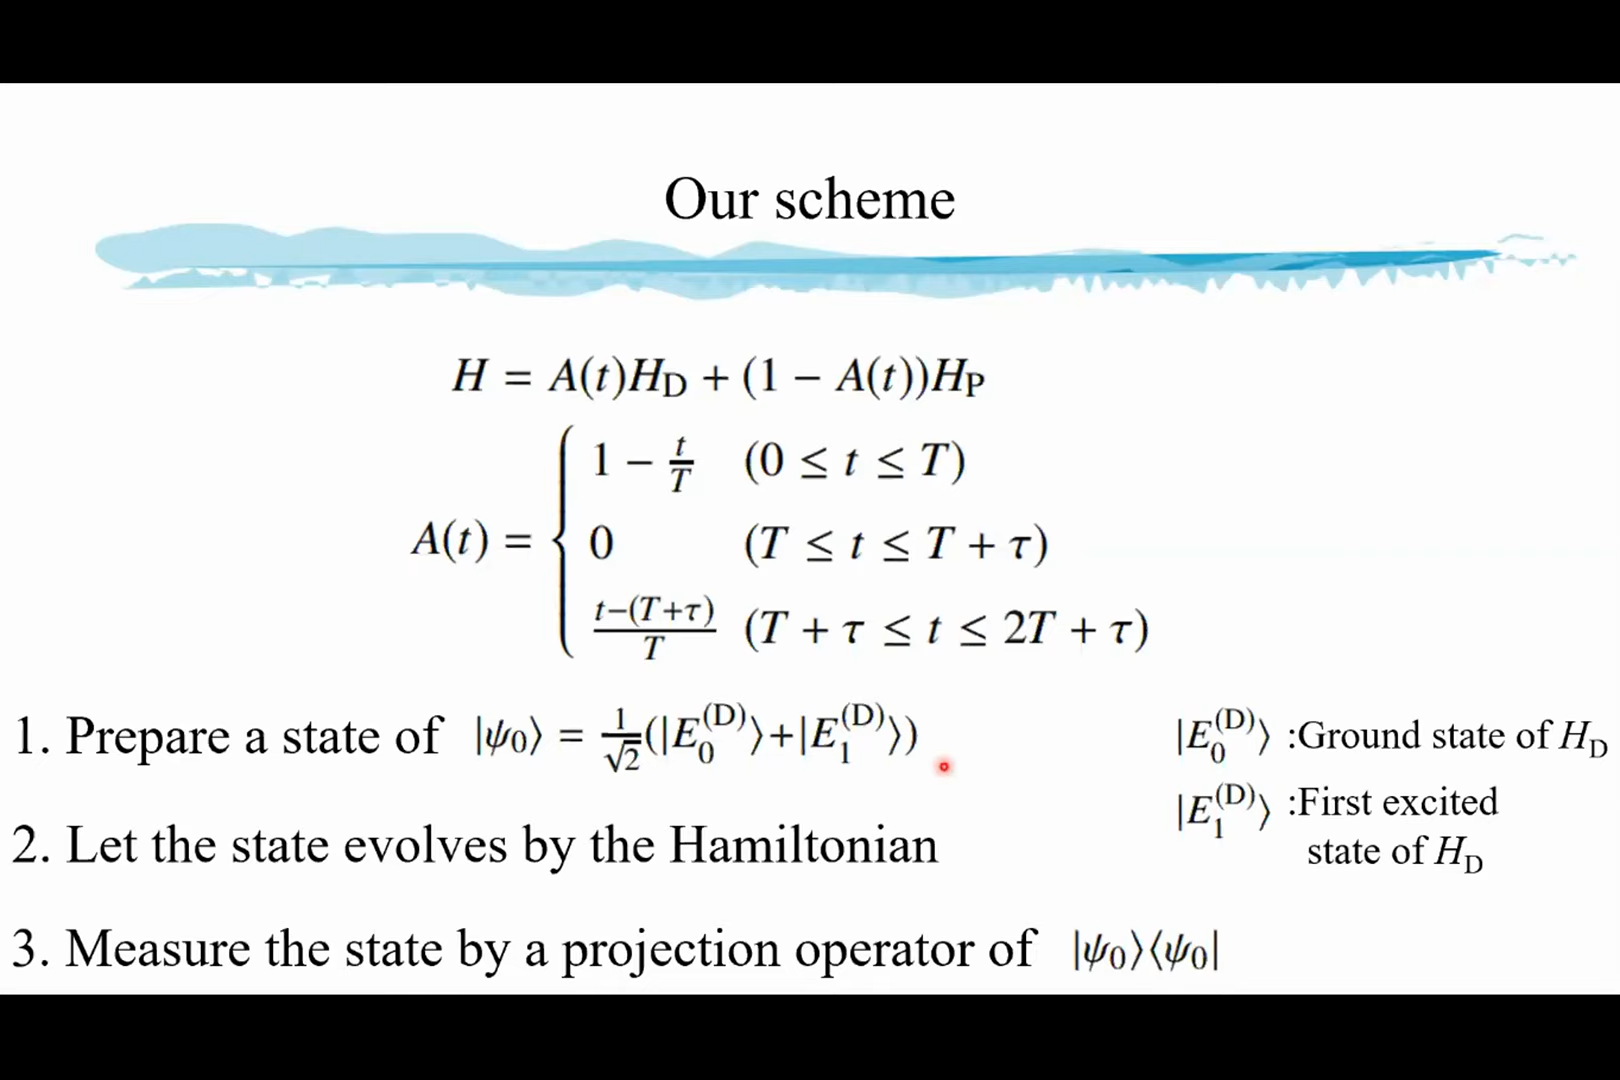 Our scheme
H = A(t)H_D + (1 − A(t))H_P
A(t) = { 1 − t/T (0 ≤ t ≤ T)
0 (T ≤ t ≤ T + τ)
t−(T+τ)/T (T + τ ≤ t ≤ 2T + τ)
1. Prepare a state of |ψ₀⟩ = 1/√2 (|E₀^(D)⟩+|E₁^(D)⟩)
|E₀^(D)⟩ :Ground state of H_D
|E₁^(D)⟩ :First excited
state of H_D
2. Let the state evolves by the Hamiltonian
3. Measure the state by a projection operator of |ψ₀⟩⟨ψ₀|